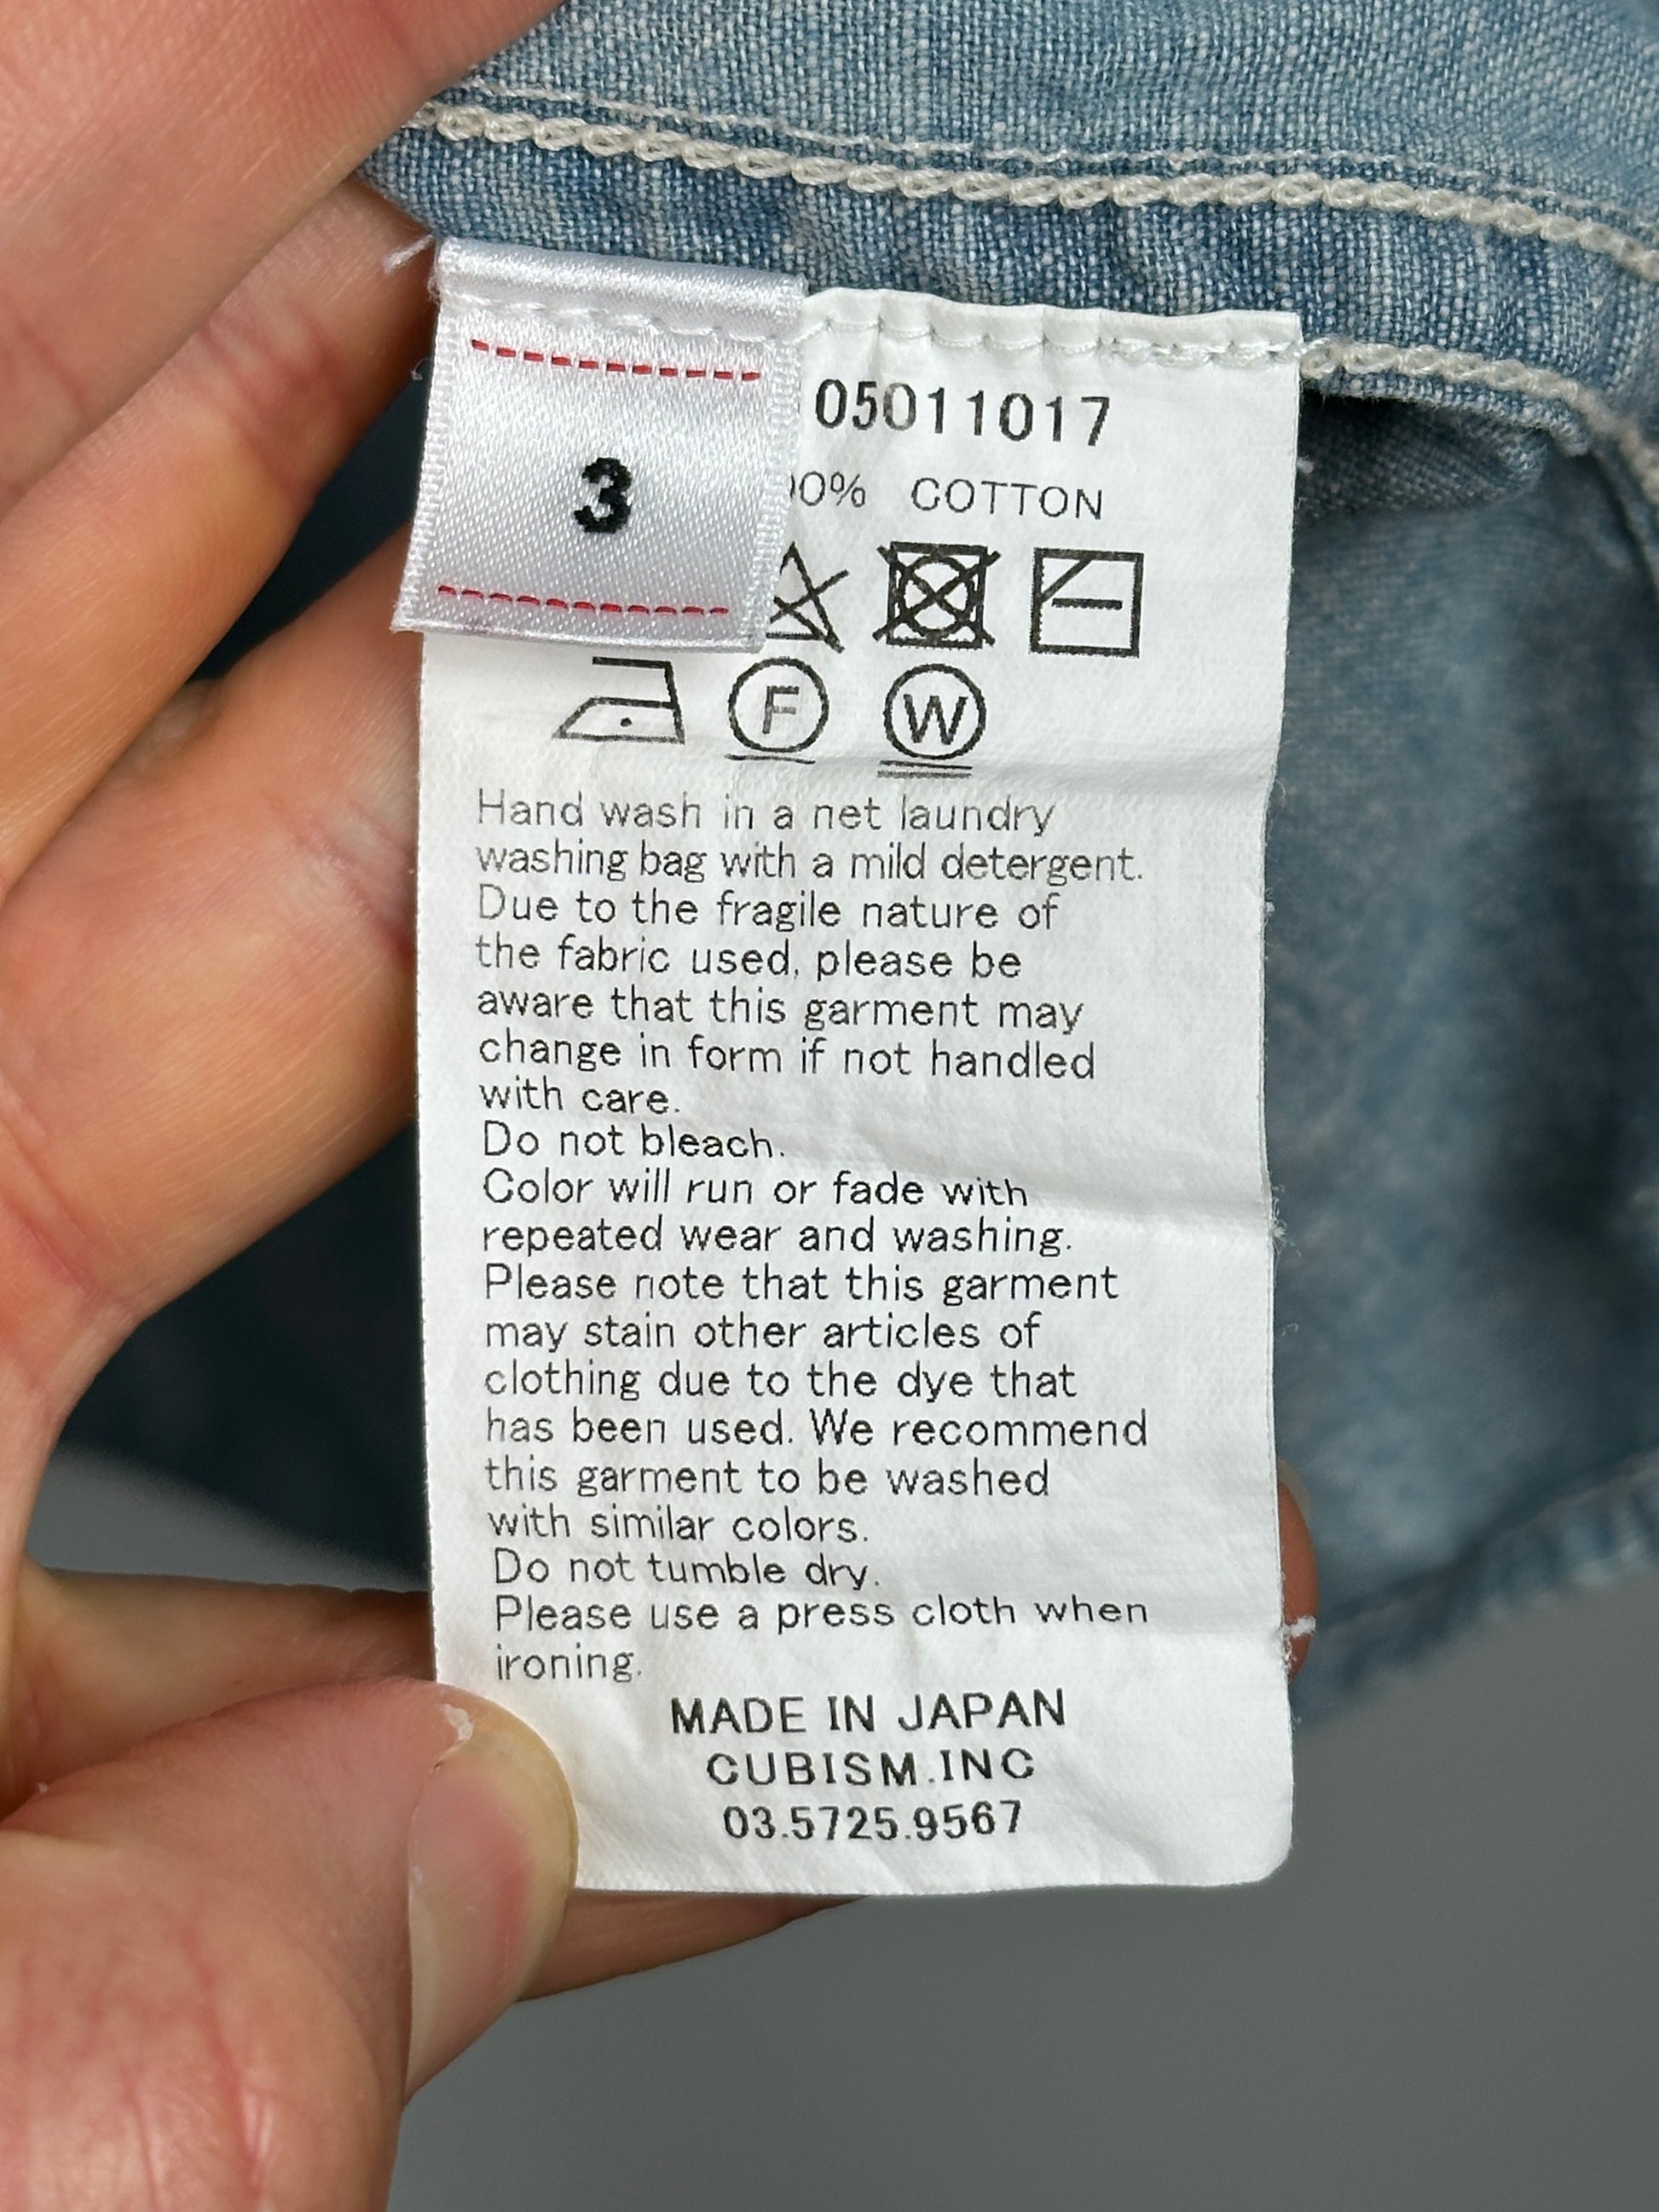 3
05011017
00% COTTON
F W
Hand wash in a net laundry
washing bag with a mild detergent.
Due to the fragile nature of
the fabric used, please be
aware that this garment may
change in form if not handled
with care.
Do not bleach.
Color will run or fade with
repeated wear and washing.
Please note that this garment
may stain other articles of
clothing due to the dye that
has been used. We recommend
this garment to be washed
with similar colors.
Do not tumble dry.
Please use a press cloth when
ironing.
MADE IN JAPAN
CUBISM.INC
03.5725.9567